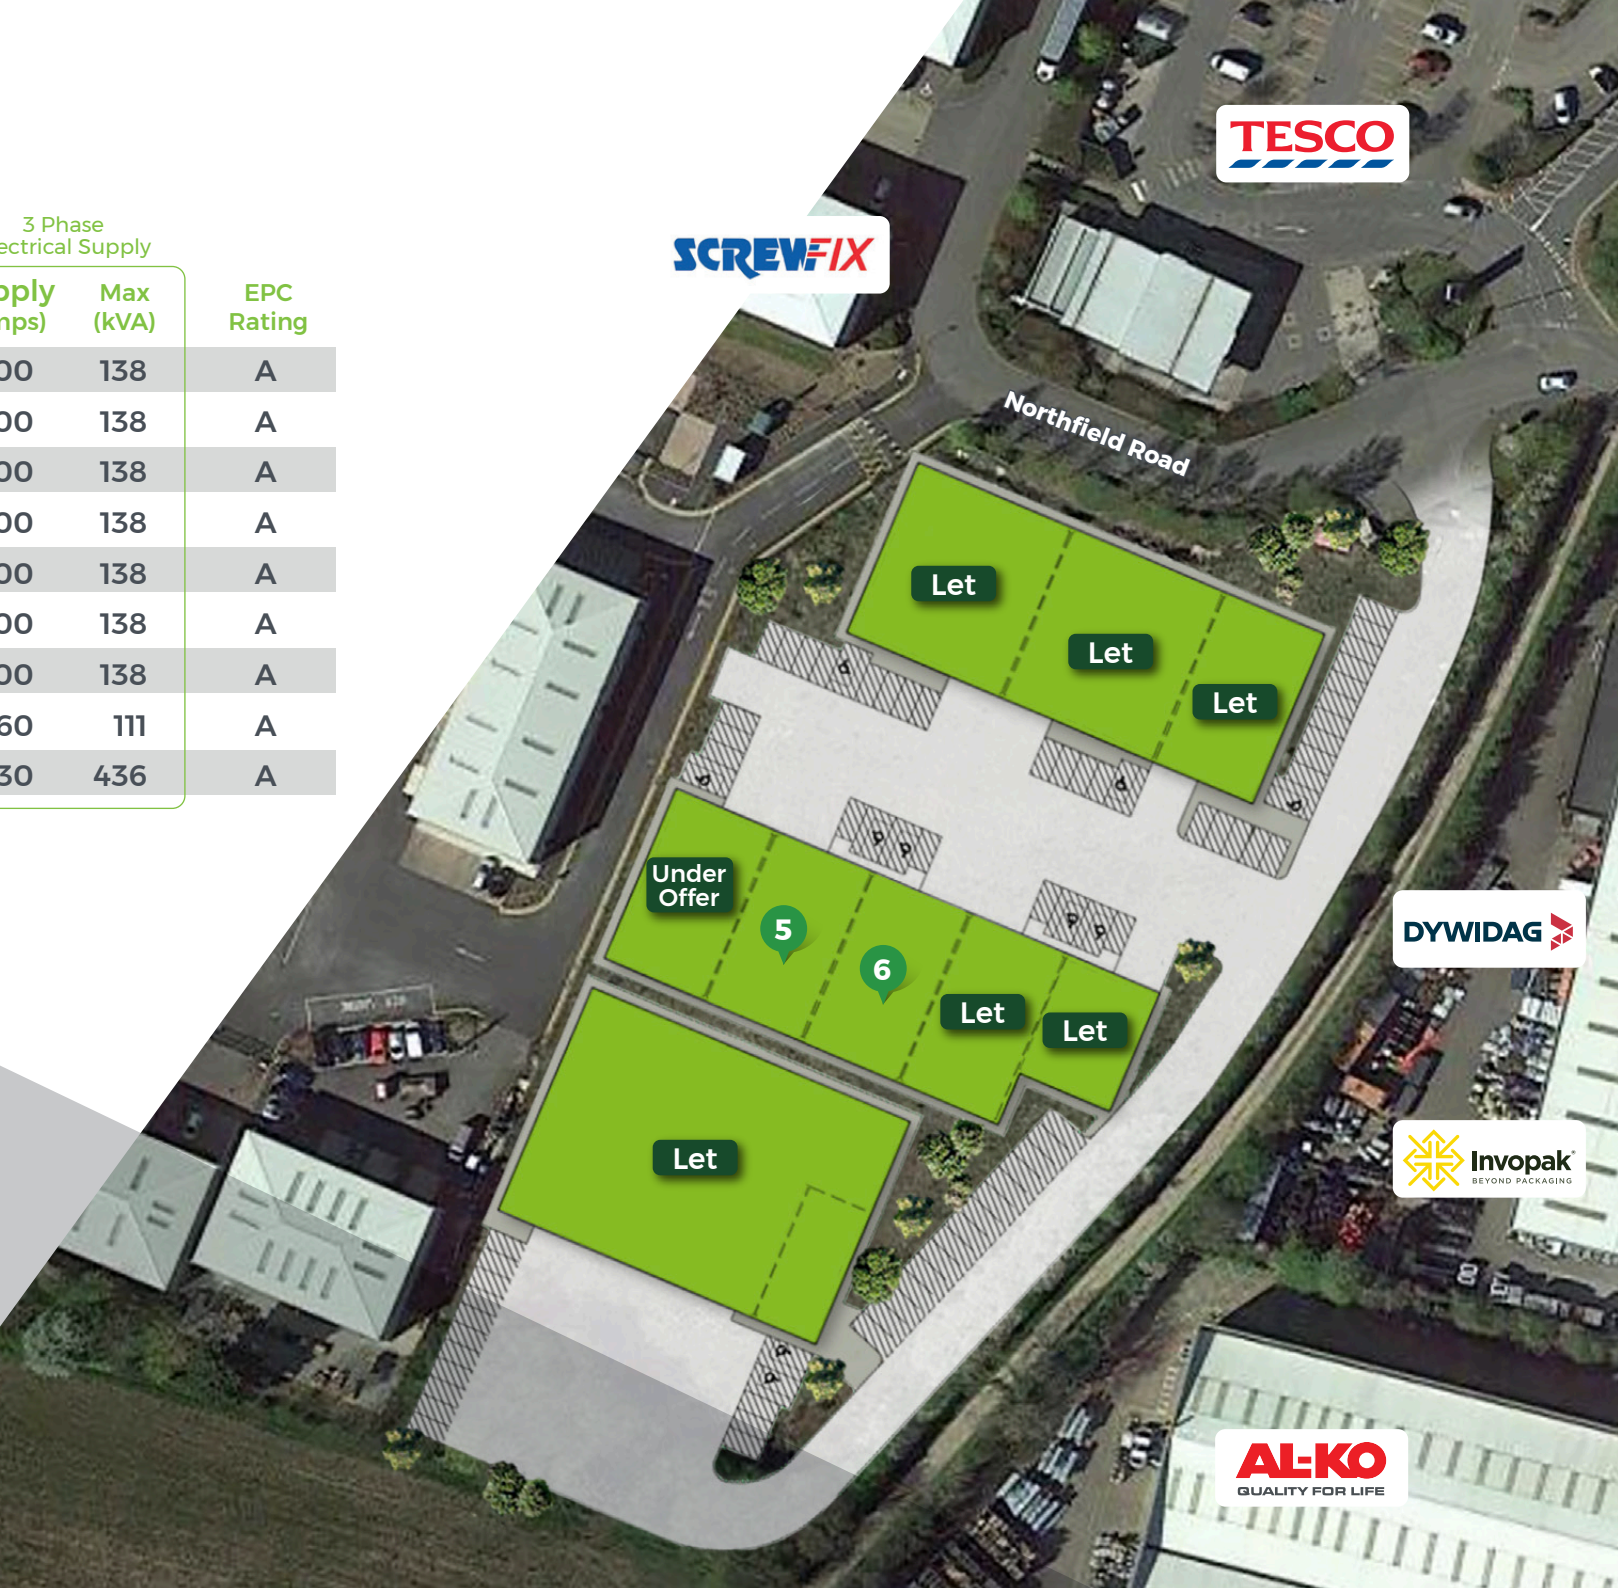 3 Phase
ectrical Supply
pply Max EPC
nps) (kVA) Rating
00 138 A
00 138 A
00 138 A
00 138 A
00 138 A
00 138 A
00 138 A
60 111 A
30 436 A
TESCO
SCREWFIX
Northfield Road
Let
Let
Let
Under
Offer
5
6
Let
Let
Let
DYWIDAG
Invopak
BEYOND PACKAGING
AL-KO
QUALITY FOR LIFE